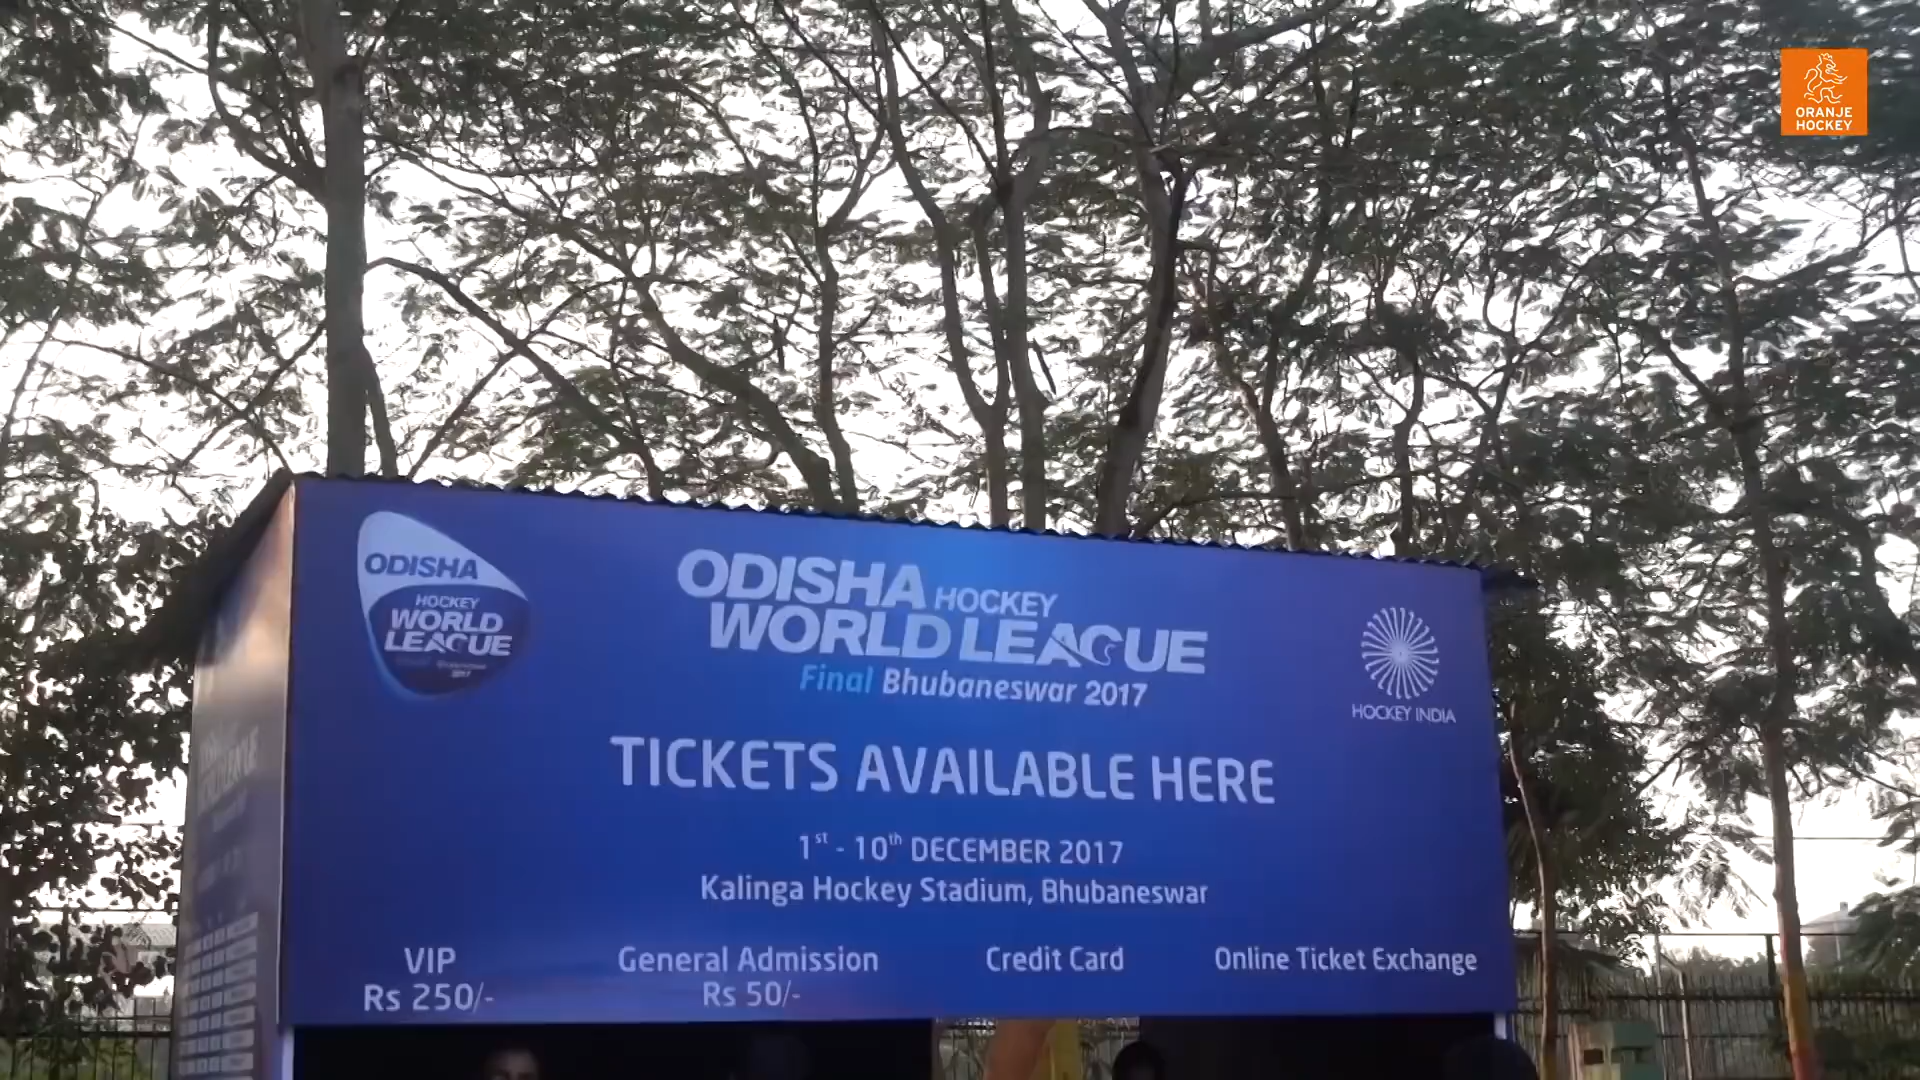 ORANJE
HOCKEY
ODISHA
HOCKEY
WORLD
LEAGUE
2017
ODISHA HOCKEY
WORLD LEAGUE
Final Bhubaneswar 2017
HOCKEY INDIA
TICKETS AVAILABLE HERE
1st - 10th DECEMBER 2017
Kalinga Hockey Stadium, Bhubaneswar
VIP
Rs 250/-
General Admission
Rs 50/-
Credit Card
Online Ticket Exchange